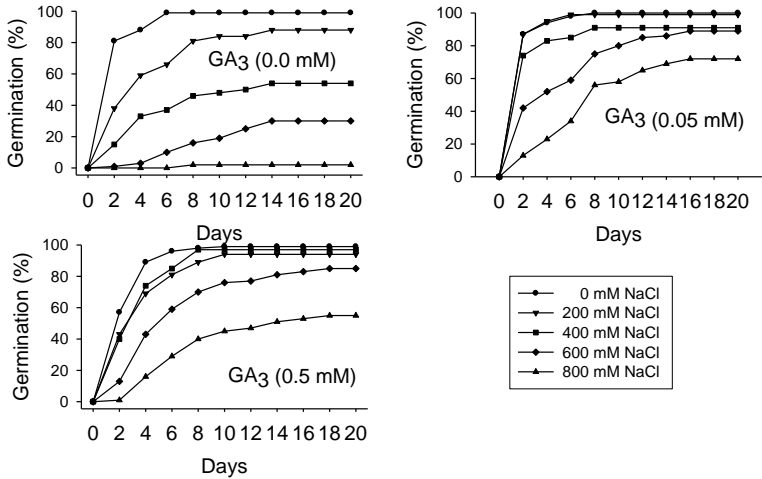 Germination (%)
100
80
60
40
20
0
GA3 (0.0 mM)
0 2 4 6 8 10 12 14 16 18 20
Days
Germination (%)
100
80
60
40
20
0
GA3 (0.05 mM)
0 2 4 6 8 10 12 14 16 18 20
Days
Germination (%)
100
80
60
40
20
0
GA3 (0.5 mM)
0 2 4 6 8 10 12 14 16 18 20
Days
0 mM NaCl
200 mM NaCl
400 mM NaCl
600 mM NaCl
800 mM NaCl